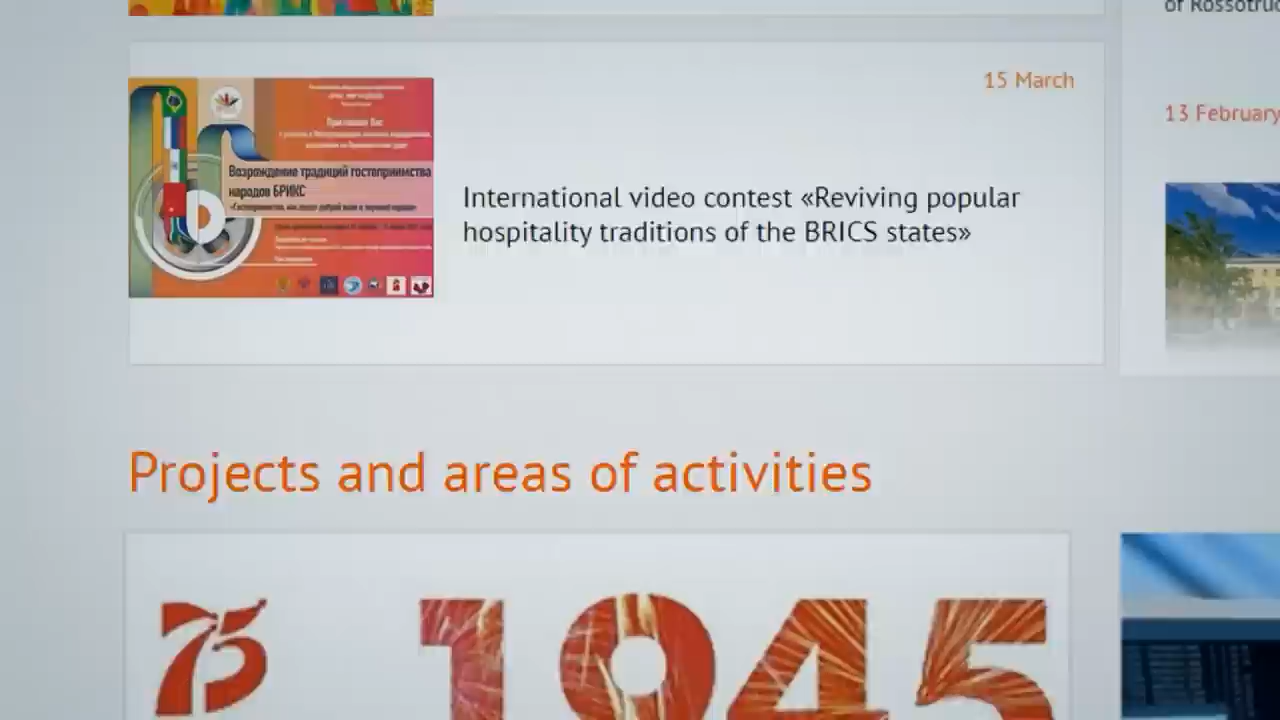 of Rossotrud
15 March
13 February
Возрождение традиций гостеприимства
народов БРИКС
International video contest «Reviving popular
hospitality traditions of the BRICS states»
Projects and areas of activities
75
1945